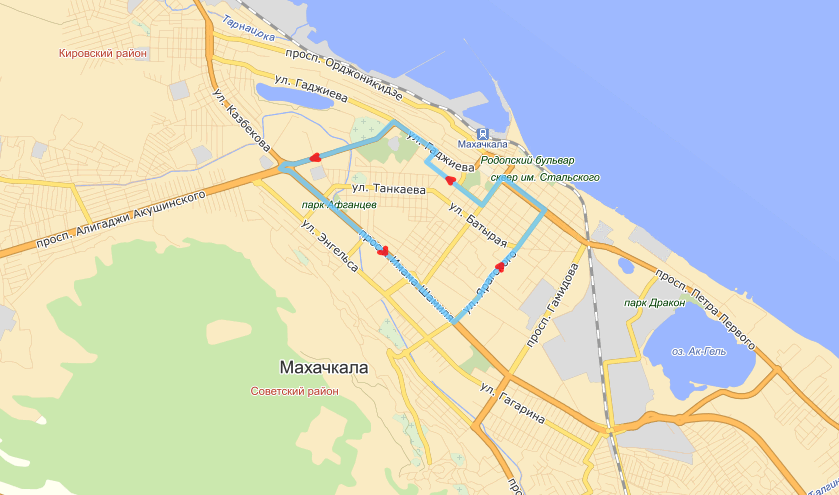 Тарнаирка
Кировский район
просп. Орджоникидзе
ул. Гаджиева
ул. Казбекова
ул. Гаджиева
Махачкала
Родопский бульвар
сквер им. Стальского
ул. Танкаева
парк Афганцев
ул. Батырая
просп. Алигаджи Акушинского
ул. Энгельса
просп. Имама Шамиля
ул. Ярагского
просп. Гамидова
просп. Петра Первого
парк Дракон
оз. Ак-Гель
Махачкала
Советский район
ул. Гагарина